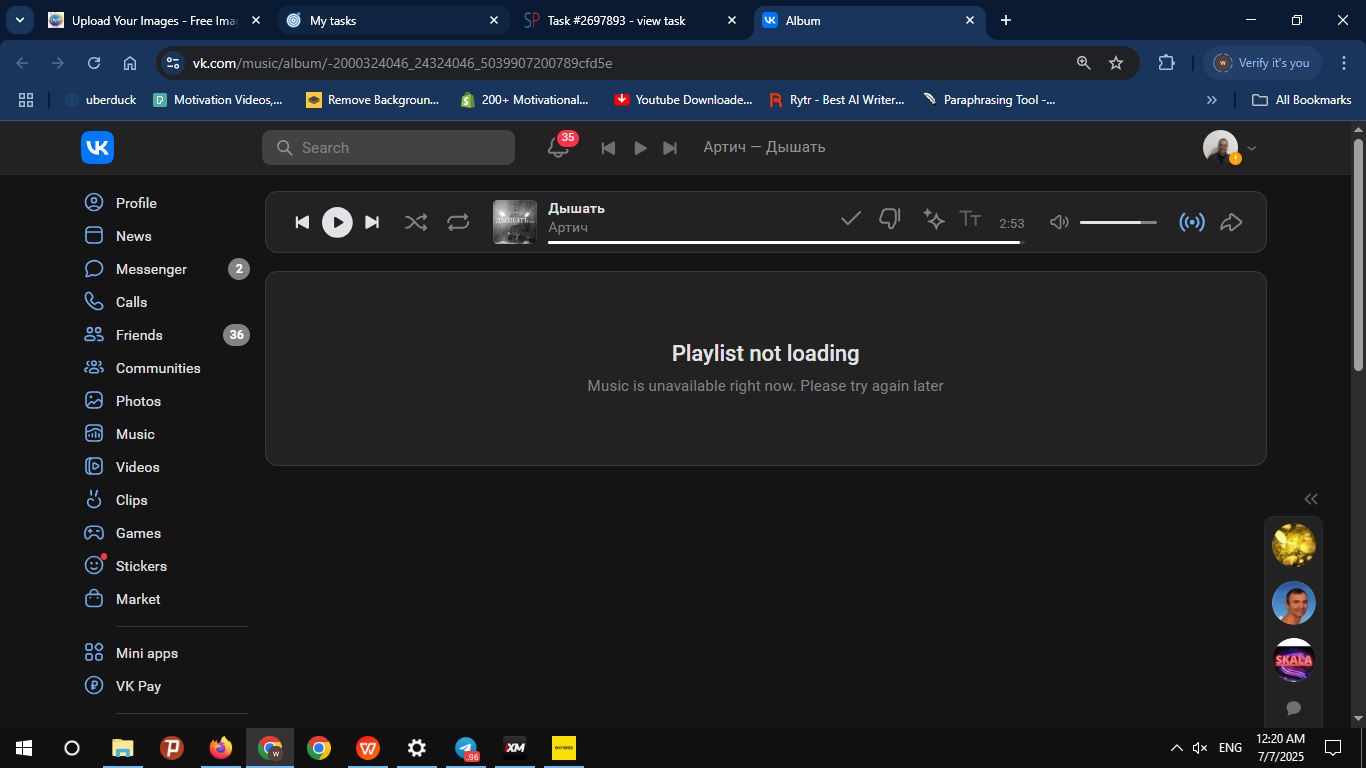 Upload Your Images - Free Imag
My tasks
Task #2697893 - view task
Album
vk.com/music/album/-2000324046_24324046_5039907200789cfd5e
Verify it's you
uberduck
Motivation Videos,...
Remove Backgroun...
200+ Motivational...
Youtube Downloade...
Rytr - Best AI Writer...
Paraphrasing Tool -...
All Bookmarks
Search
35
Артич — Дышать
Profile
News
Messenger 2
Calls
Friends 36
Communities
Photos
Music
Videos
Clips
Games
Stickers
Market
Mini apps
VK Pay
дышать...
Дышать
Артич
2:53
Playlist not loading
Music is unavailable right now. Please try again later
SKALA
96
XM
exness
ENG
12:20 AM
7/7/2025